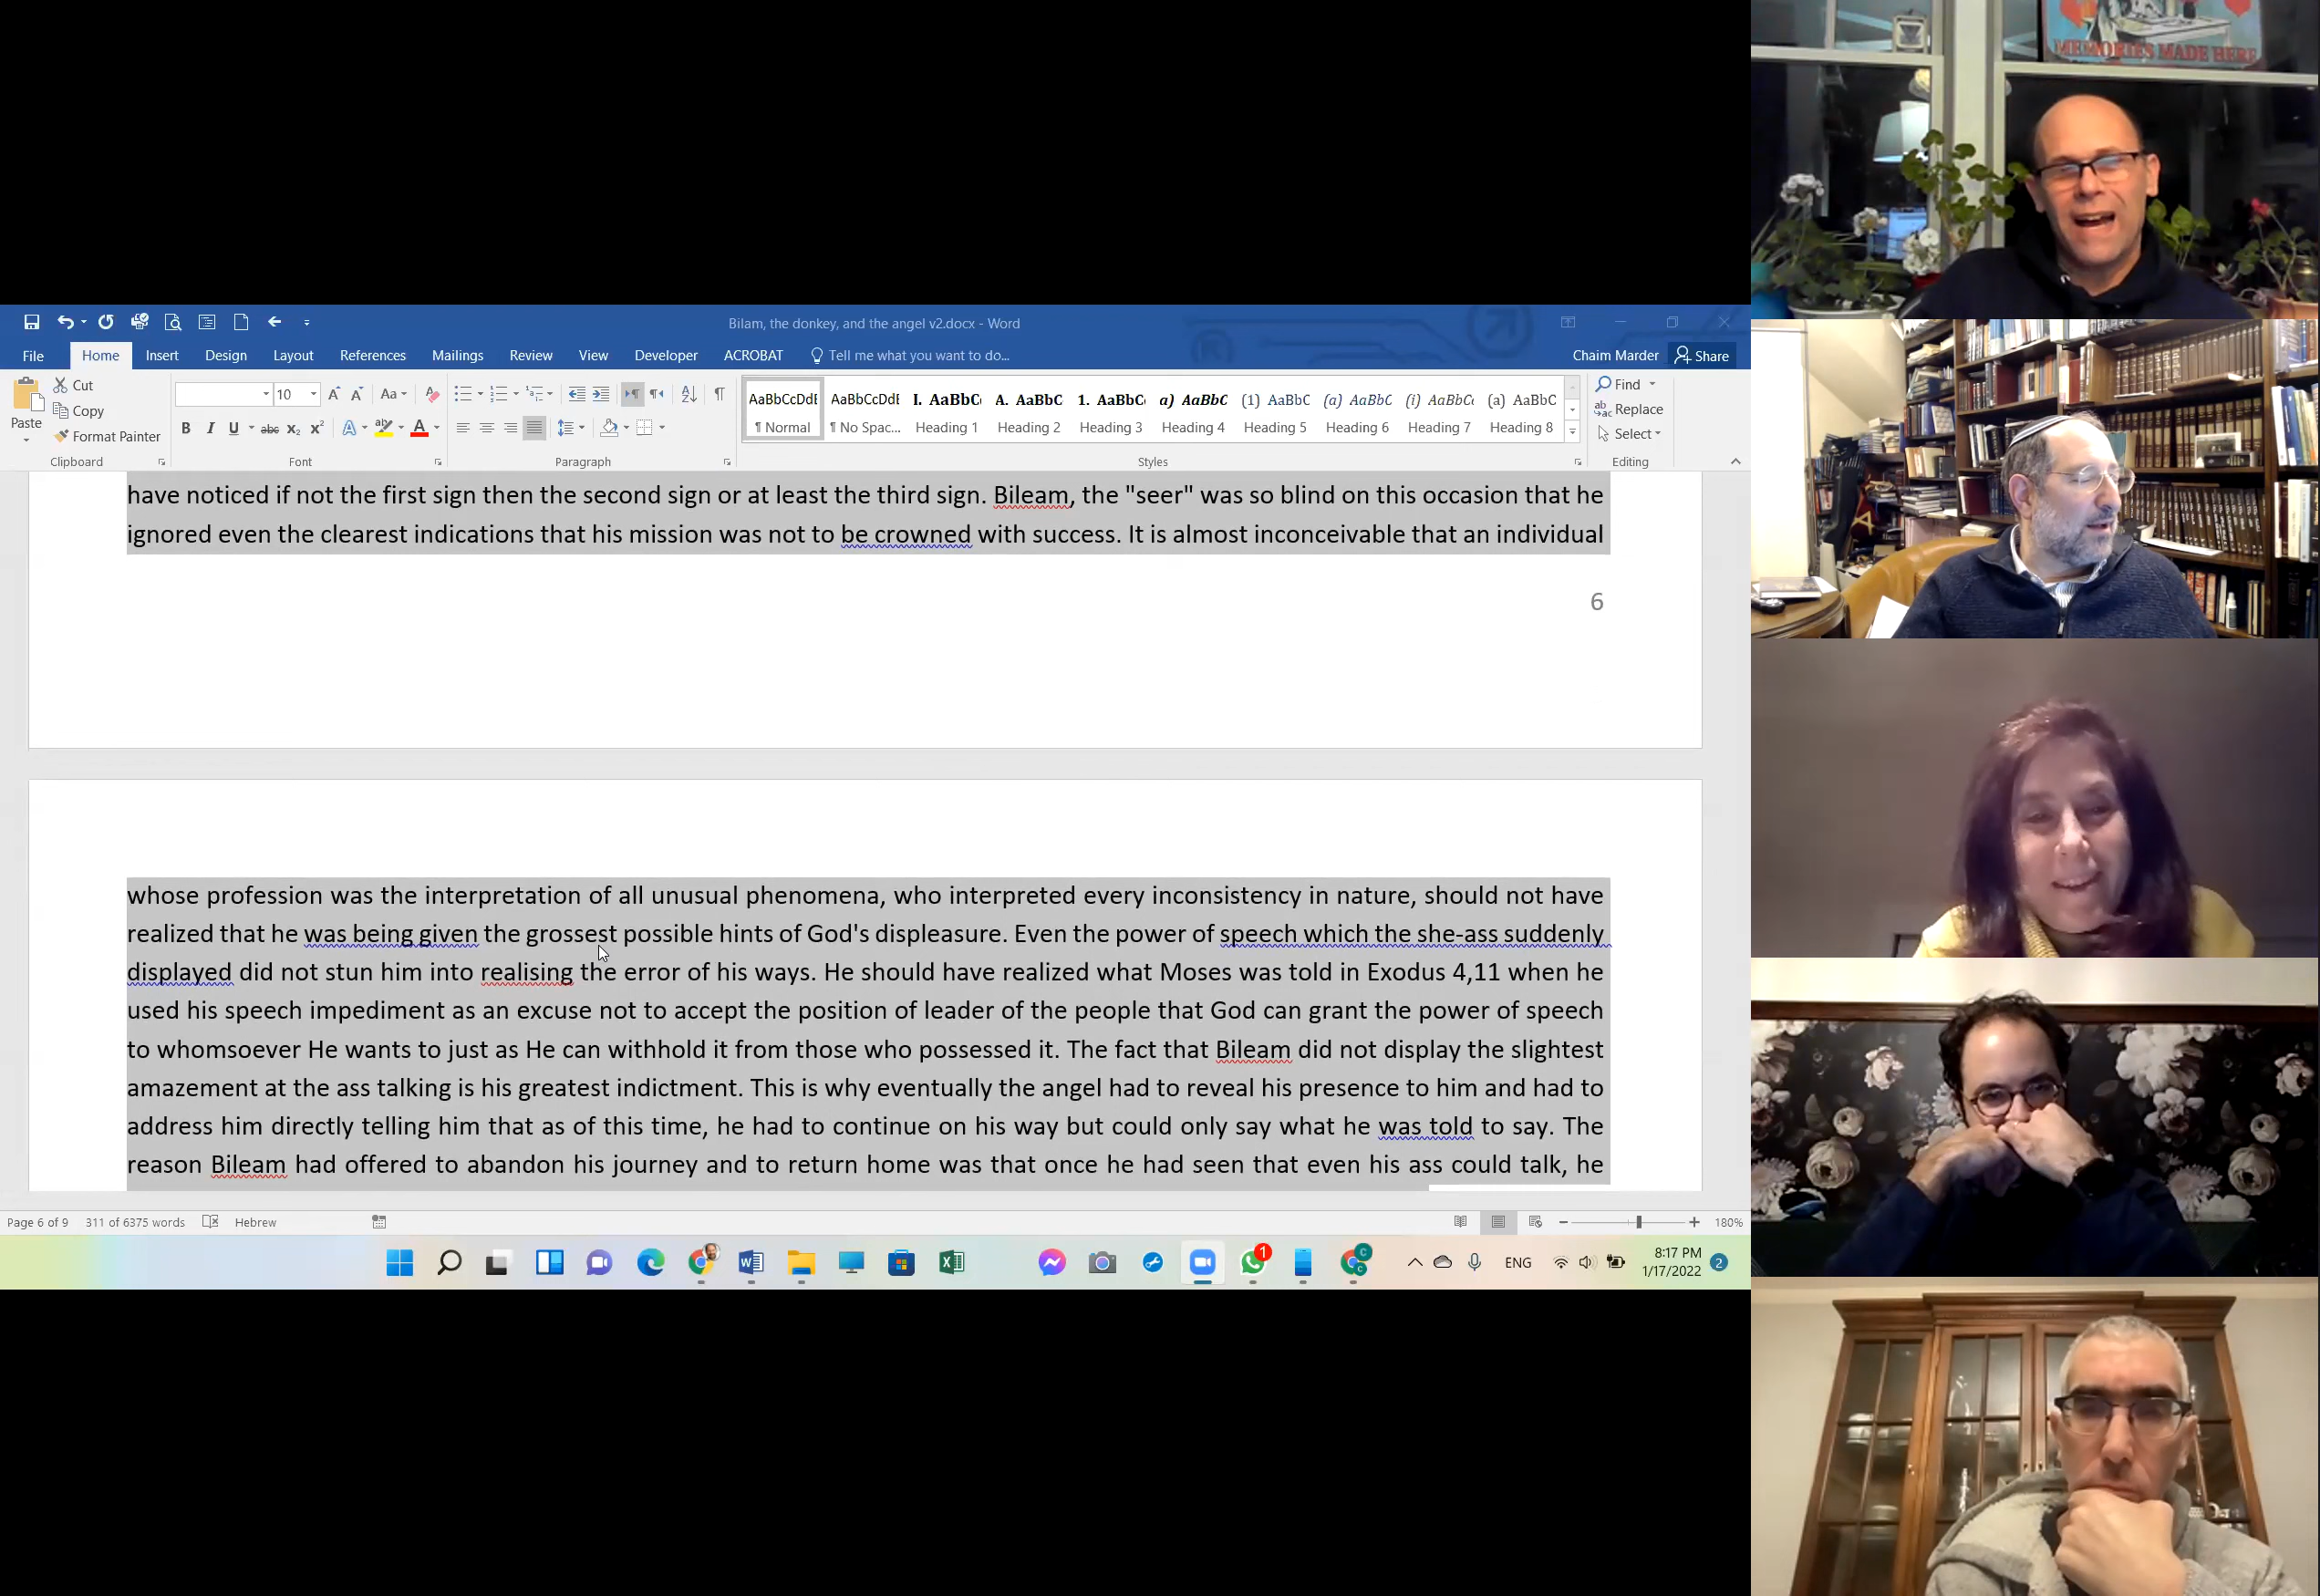 MEMORIES MADE HERE
Bilam, the donkey, and the angel v2.docx - Word
File Home Insert Design Layout References Mailings Review View Developer ACROBAT Tell me what you want to do... Chaim Marder Share
Paste
Cut
Copy
Format Painter
Clipboard
10
Aa
B I U abc x₂ x² A ab A
Font
Paragraph
AaBbCcDdE AaBbCcDdE I. AaBbC A. AaBbC 1. AaBbC a) AaBbC (1) AaBbC (a) AaBbC (i) AaBbCc (a) AaBbC
¶ Normal ¶ No Spac... Heading 1 Heading 2 Heading 3 Heading 4 Heading 5 Heading 6 Heading 7 Heading 8
Styles
Find
Replace
Select
Editing
have noticed if not the first sign then the second sign or at least the third sign. Bileam, the "seer" was so blind on this occasion that he
ignored even the clearest indications that his mission was not to be crowned with success. It is almost inconceivable that an individual
6
whose profession was the interpretation of all unusual phenomena, who interpreted every inconsistency in nature, should not have
realized that he was being given the grossest possible hints of God's displeasure. Even the power of speech which the she-ass suddenly
displayed did not stun him into realising the error of his ways. He should have realized what Moses was told in Exodus 4,11 when he
used his speech impediment as an excuse not to accept the position of leader of the people that God can grant the power of speech
to whomsoever He wants to just as He can withhold it from those who possessed it. The fact that Bileam did not display the slightest
amazement at the ass talking is his greatest indictment. This is why eventually the angel had to reveal his presence to him and had to
address him directly telling him that as of this time, he had to continue on his way but could only say what he was told to say. The
reason Bileam had offered to abandon his journey and to return home was that once he had seen that even his ass could talk, he
Page 6 of 9 311 of 6375 words Hebrew 180%
1
ENG
8:17 PM
1/17/2022
2